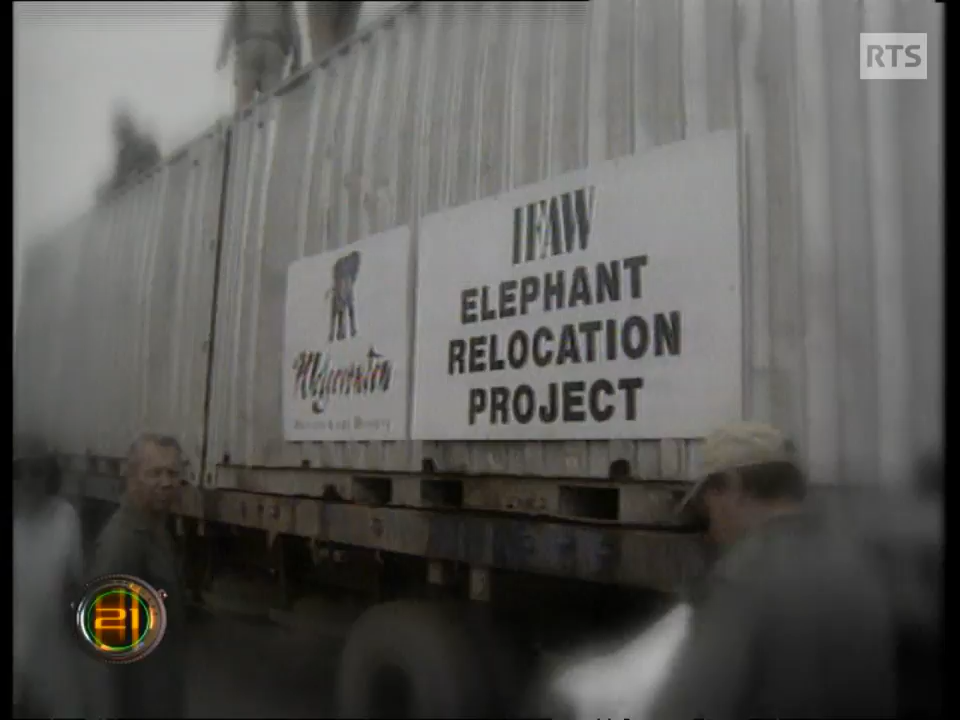 RTS
IFAW
ELEPHANT
RELOCATION
PROJECT
21